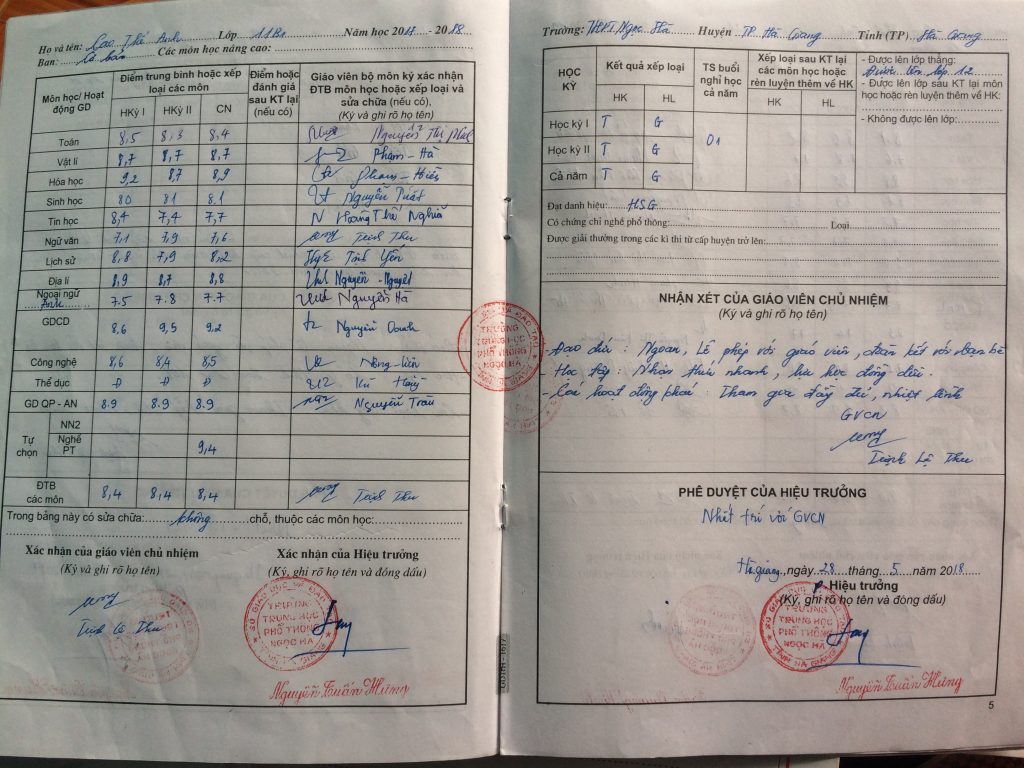 Họ và tên: Cao Thế Anh Lớp 11B1 Năm học 2017 - 2018
Ban: Cơ bản Các môn học nâng cao:
Môn học/ Hoạt động GD
Điểm trung bình hoặc xếp loại các môn
HKỳ I HKỳ II CN
Điểm hoặc đánh giá sau KT lại (nếu có)
Giáo viên bộ môn ký xác nhận ĐTB môn học hoặc xếp loại và sửa chữa (nếu có),
(Ký và ghi rõ họ tên)
Toán 8,5 8,3 8,4 Nguyễn Thị
Vật lí 8,7 8,7 8,7 Phạm - Hà
Hóa học 9,2 8,7 8,9 Phạm - Hiền
Sinh học 80 81 8.1 Nguyễn Tuất
Tin học 8,4 7,4 7,7 Hoàng Thế Nghĩa
Ngữ văn 7,1 7,9 7,6 Trịnh Thu
Lịch sử 8,8 7,9 8,2 Yến
Địa lí 8,9 8,7 8,8 Nguyễn - Nguyệt
Ngoại ngữ Anh 7.5 7.8 7.7 Nguyễn Hà
GDCD 8,6 9,5 9,2 Nguyễn Doanh
Công nghệ 8,6 8,4 8,5 Nông - Viên
Thể dục Đ Đ Đ
GD QP - AN 8.9 8.9 8.9 Nguyễn Trâu
Tự chọn
NN2
Nghề PT 9,4
ĐTB các môn 8,4 8,4 8,4 Trịnh Thu
Trong bảng này có sửa chữa: không chỗ, thuộc các môn học:
Xác nhận của giáo viên chủ nhiệm
(Ký và ghi rõ họ tên)
Trịnh Lệ Thu
Xác nhận của Hiệu trưởng
(Ký, ghi rõ họ tên và đóng dấu)
SỞ GIÁO DỤC VÀ ĐÀO TẠO
TRƯỜNG
TRUNG HỌC
PHỔ THÔNG
NGỌC HÀ
TỈNH HÀ GIANG
Nguyễn Tuấn Hưng
Trường: THPT Ngọc Hà Huyện TP. Hà Giang Tỉnh (TP) Hà Giang
HỌC KỲ
Kết quả xếp loại
HK HL
TS buổi nghỉ học cả năm
Xếp loại sau KT lại các môn học hoặc rèn luyện thêm về HK
HK HL
Học kỳ I T G
Học kỳ II T G
Cả năm T G
01
- Được lên lớp thẳng:
Được lên lớp 12
- Được lên lớp sau KT lại môn học hoặc rèn luyện thêm về HK:
- Không được lên lớp:
Đạt danh hiệu: HSG
Có chứng chỉ nghề phổ thông: Loại
Được giải thưởng trong các kì thi từ cấp huyện trở lên:
NHẬN XÉT CỦA GIÁO VIÊN CHỦ NHIỆM
(Ký và ghi rõ họ tên)
- Đạo đức: Ngoan, Lễ phép với giáo viên, đoàn kết với bạn bè
- Học tập: Nhận thức nhanh, lực học đồng đều.
- Các hoạt động khác: Tham gia đầy đủ, nhiệt tình
GVCN
Trịnh Lệ Thu
PHÊ DUYỆT CỦA HIỆU TRƯỞNG
Nhất trí với GVCN
Hà giang, ngày 28 tháng 5 năm 2018
Hiệu trưởng
(Ký, ghi rõ họ tên và đóng dấu)
TRƯỜNG
TRUNG HỌC
PHỔ THÔNG
NGỌC HÀ
TỈNH HÀ GIANG
Nguyễn Tuấn Hưng
5